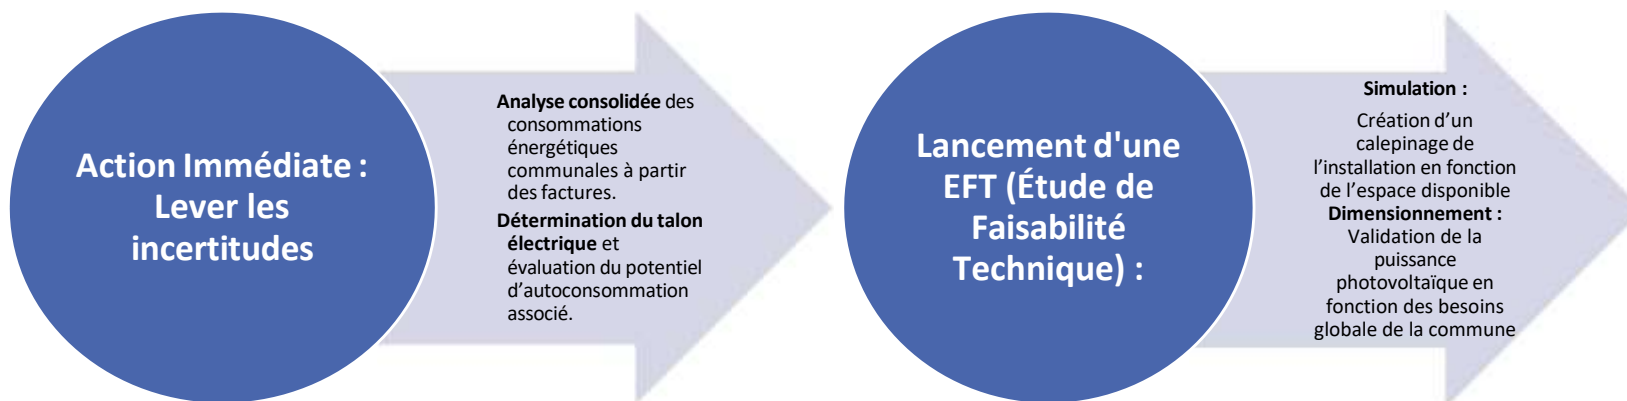 Action Immédiate :
Lever les
incertitudes
Analyse consolidée des
consommations
énergétiques
communales à partir
des factures.
Détermination du talon
électrique et
évaluation du potentiel
d’autoconsommation
associé.
Lancement d'une
EFT (Étude de
Faisabilité
Technique) :
Simulation :
Création d’un
calepinage de
l’installation en fonction
de l’espace disponible
Dimensionnement :
Validation de la
puissance
photovoltaïque en
fonction des besoins
globale de la commune